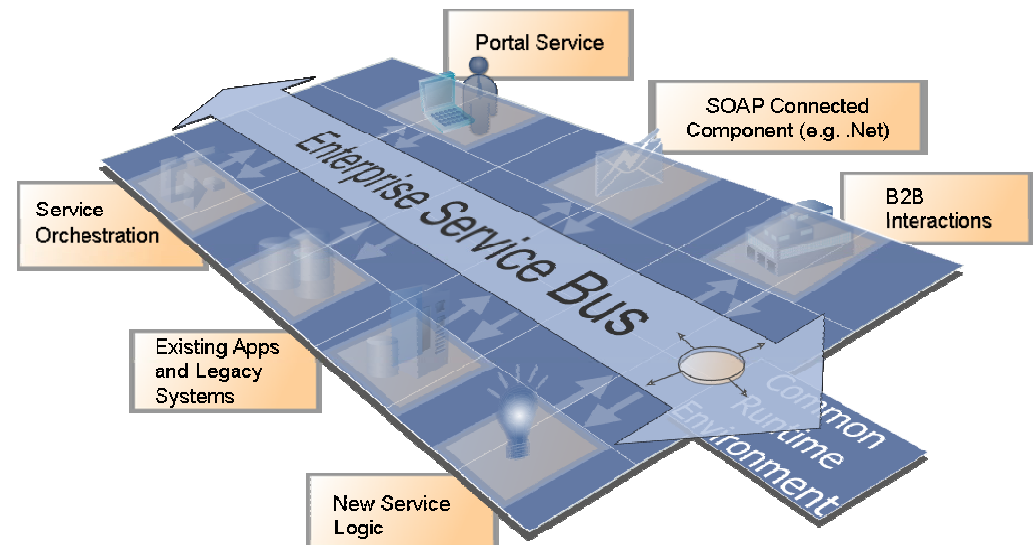 Portal Service
SOAP Connected
Component (e.g. .Net)
B2B
Interactions
Service
Orchestration
Enterprise Service Bus
Existing Apps
and Legacy
Systems
Common
Runtime
Environment
New Service
Logic